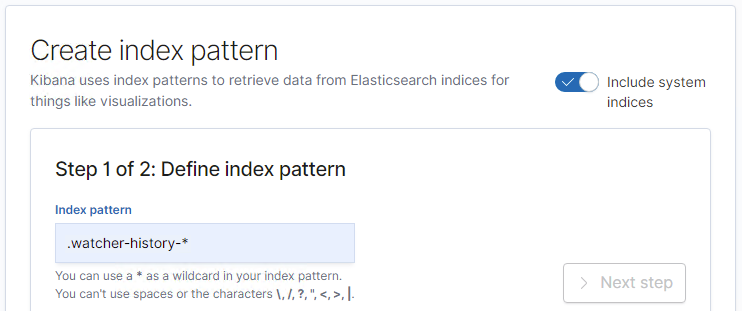 Create index pattern
Kibana uses index patterns to retrieve data from Elasticsearch indices for
things like visualizations.
Include system
indices
Step 1 of 2: Define index pattern
Index pattern
.watcher-history-*
You can use a * as a wildcard in your index pattern.
You can't use spaces or the characters \, /, ?, ", <, >, |.
Next step